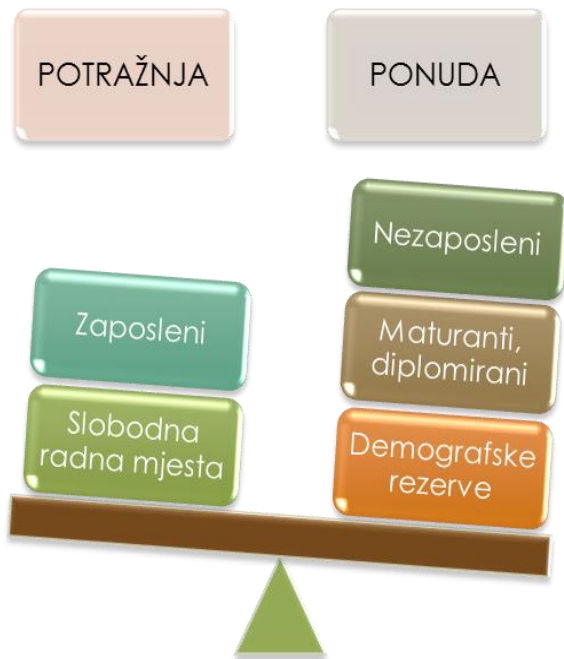 POTRAŽNJA
PONUDA
Nezaposleni
Zaposleni
Maturanti,
diplomirani
Slobodna
radna mjesta
Demografske
rezerve